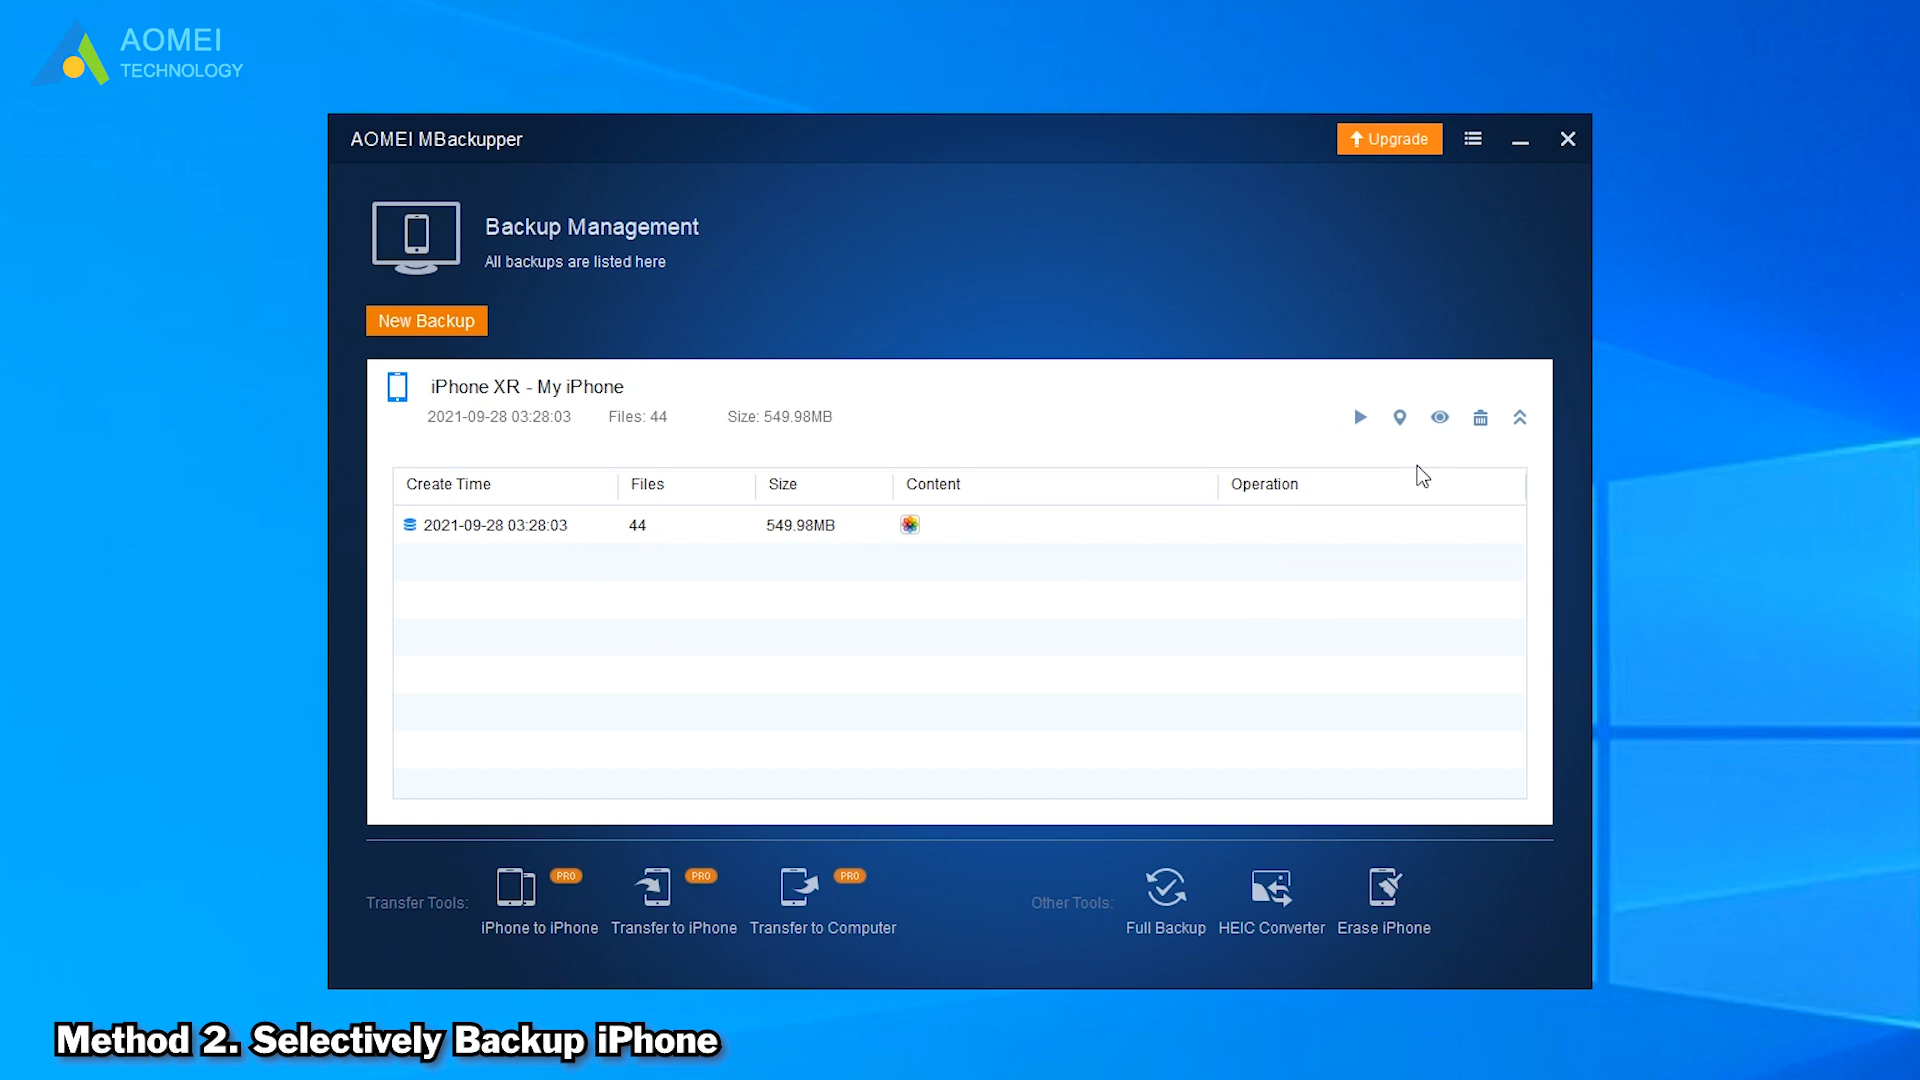 AOMEI
TECHNOLOGY
AOMEI MBackupper
Upgrade
Backup Management
All backups are listed here
New Backup
iPhone XR - My iPhone
2021-09-28 03:28:03 Files: 44 Size: 549.98MB
Create Time Files Size Content Operation
2021-09-28 03:28:03 44 549.98MB
PRO PRO PRO
Transfer Tools: Other Tools:
iPhone to iPhone Transfer to iPhone Transfer to Computer Full Backup HEIC Converter Erase iPhone
Method 2. Selectively Backup iPhone